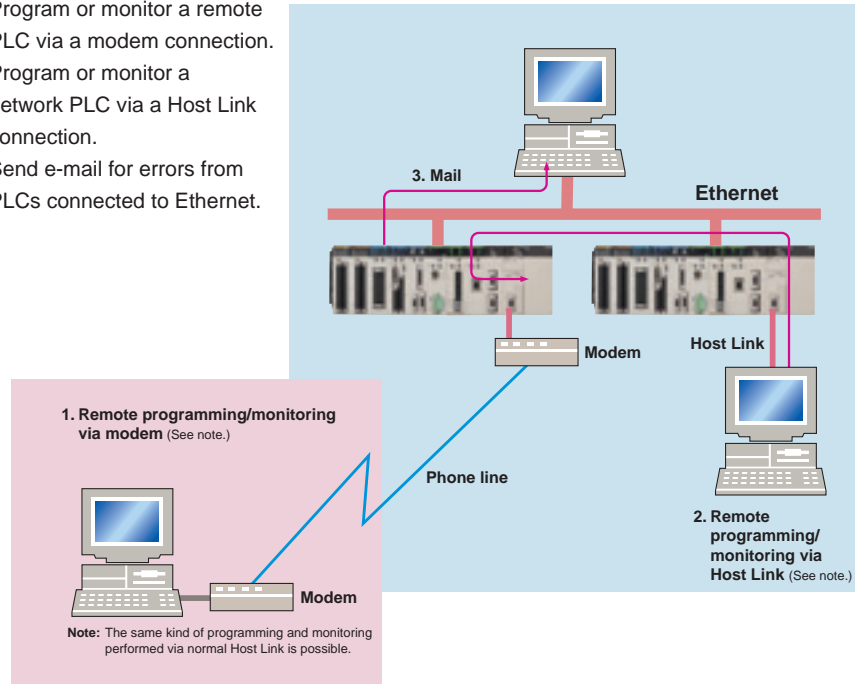 Program or monitor a remote
PLC via a modem connection.
Program or monitor a
network PLC via a Host Link
connection.
Send e-mail for errors from
PLCs connected to Ethernet.
3. Mail
Ethernet
Modem
Host Link
1. Remote programming/monitoring
via modem (See note.)
Phone line
2. Remote
programming/
monitoring via
Host Link (See note.)
Modem
Note: The same kind of programming and monitoring
performed via normal Host Link is possible.